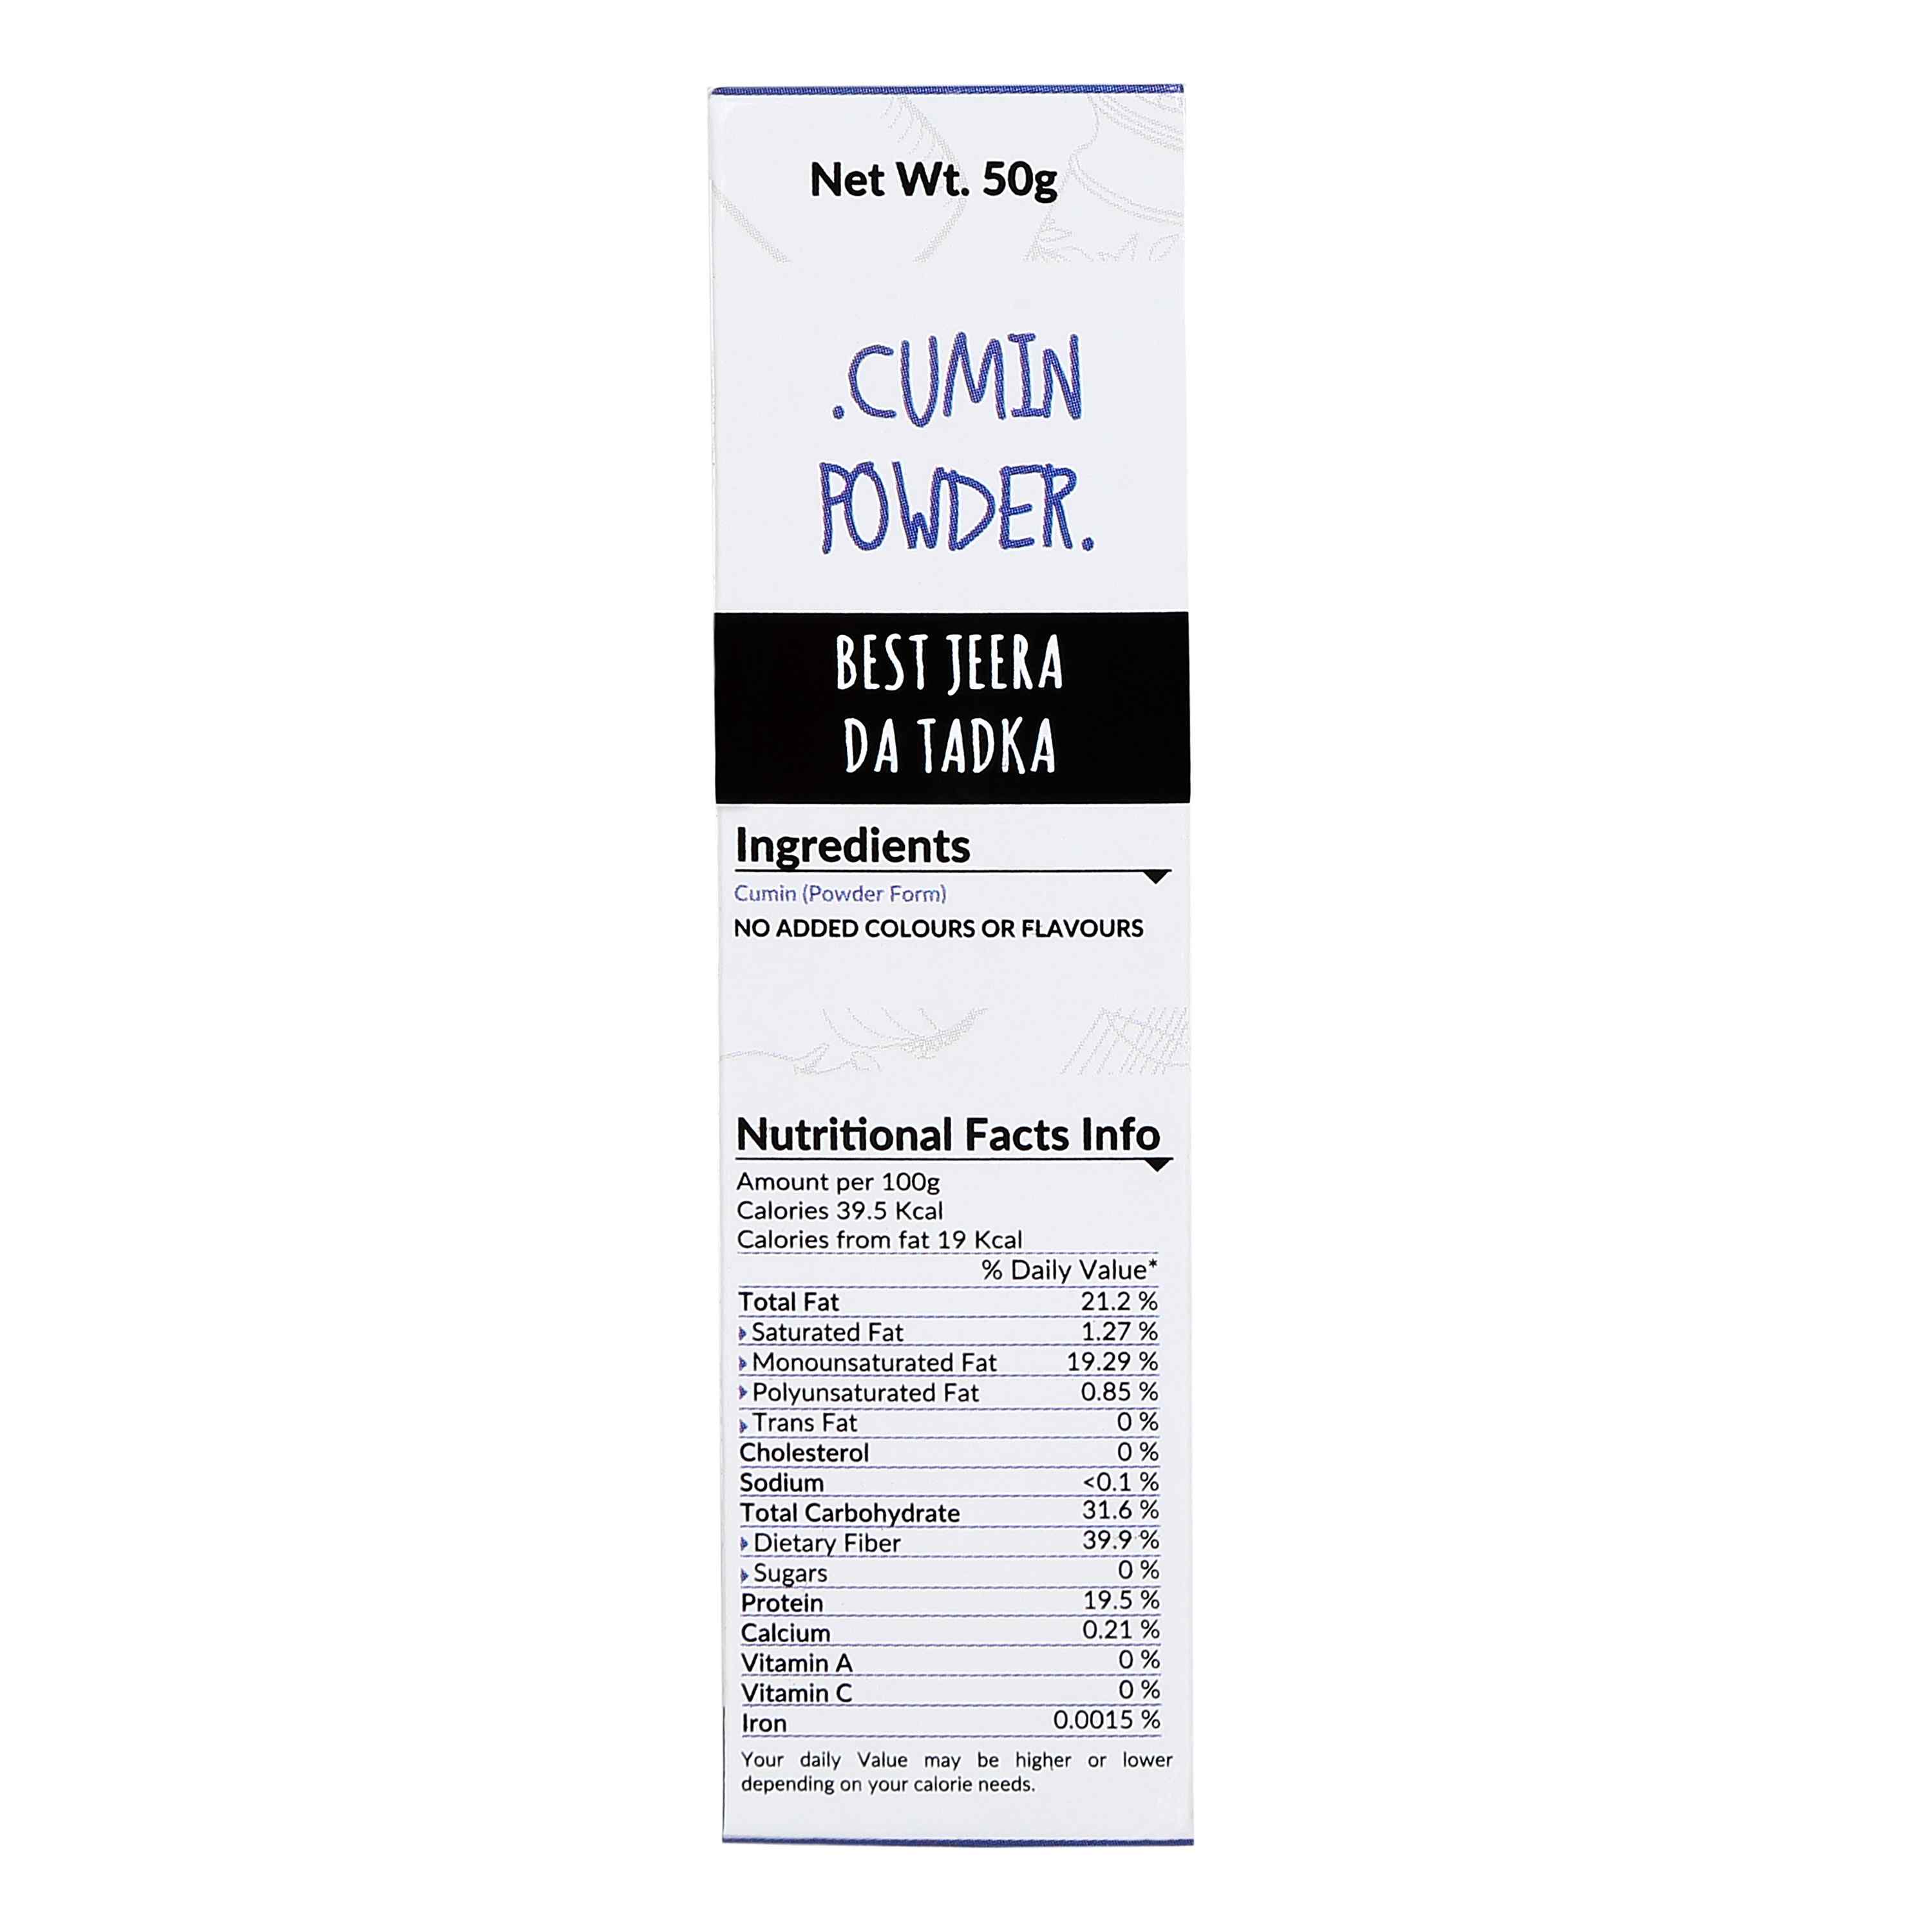 Net Wt. 50g
.CUMIN
POWDER.
BEST JEERA
DA TADKA
Ingredients
Cumin (Powder Form)
NO ADDED COLOURS OR FLAVOURS
Nutritional Facts Info
Amount per 100g
Calories 39.5 Kcal
Calories from fat 19 Kcal
% Daily Value*
Total Fat 21.2 %
Saturated Fat 1.27 %
Monounsaturated Fat 19.29 %
Polyunsaturated Fat 0.85 %
Trans Fat 0 %
Cholesterol 0 %
Sodium <0.1 %
Total Carbohydrate 31.6 %
Dietary Fiber 39.9 %
Sugars 0 %
Protein 19.5 %
Calcium 0.21 %
Vitamin A 0 %
Vitamin C 0 %
Iron 0.0015 %
Your daily Value may be higher or lower
depending on your calorie needs.